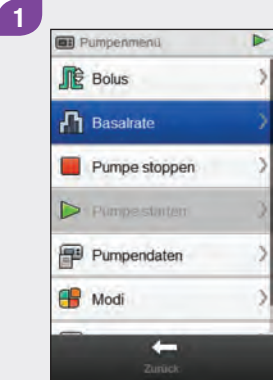 1
Pumpenmenü
Bolus
Basalrate
Pumpe stoppen
Pumpe starten
Pumpendaten
Modi
Zurück